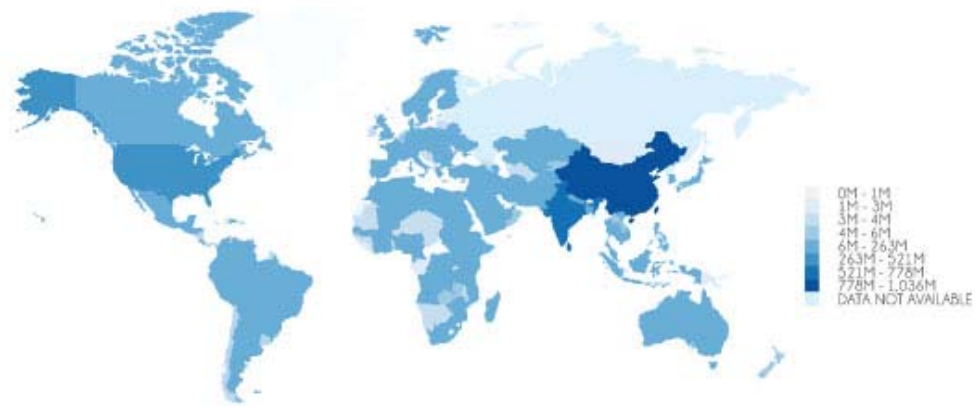 0M - 1M
1M - 3M
3M - 4M
4M - 6M
6M - 263M
263M - 521M
521M - 778M
778M - 1,036M
DATA NOT AVAILABLE